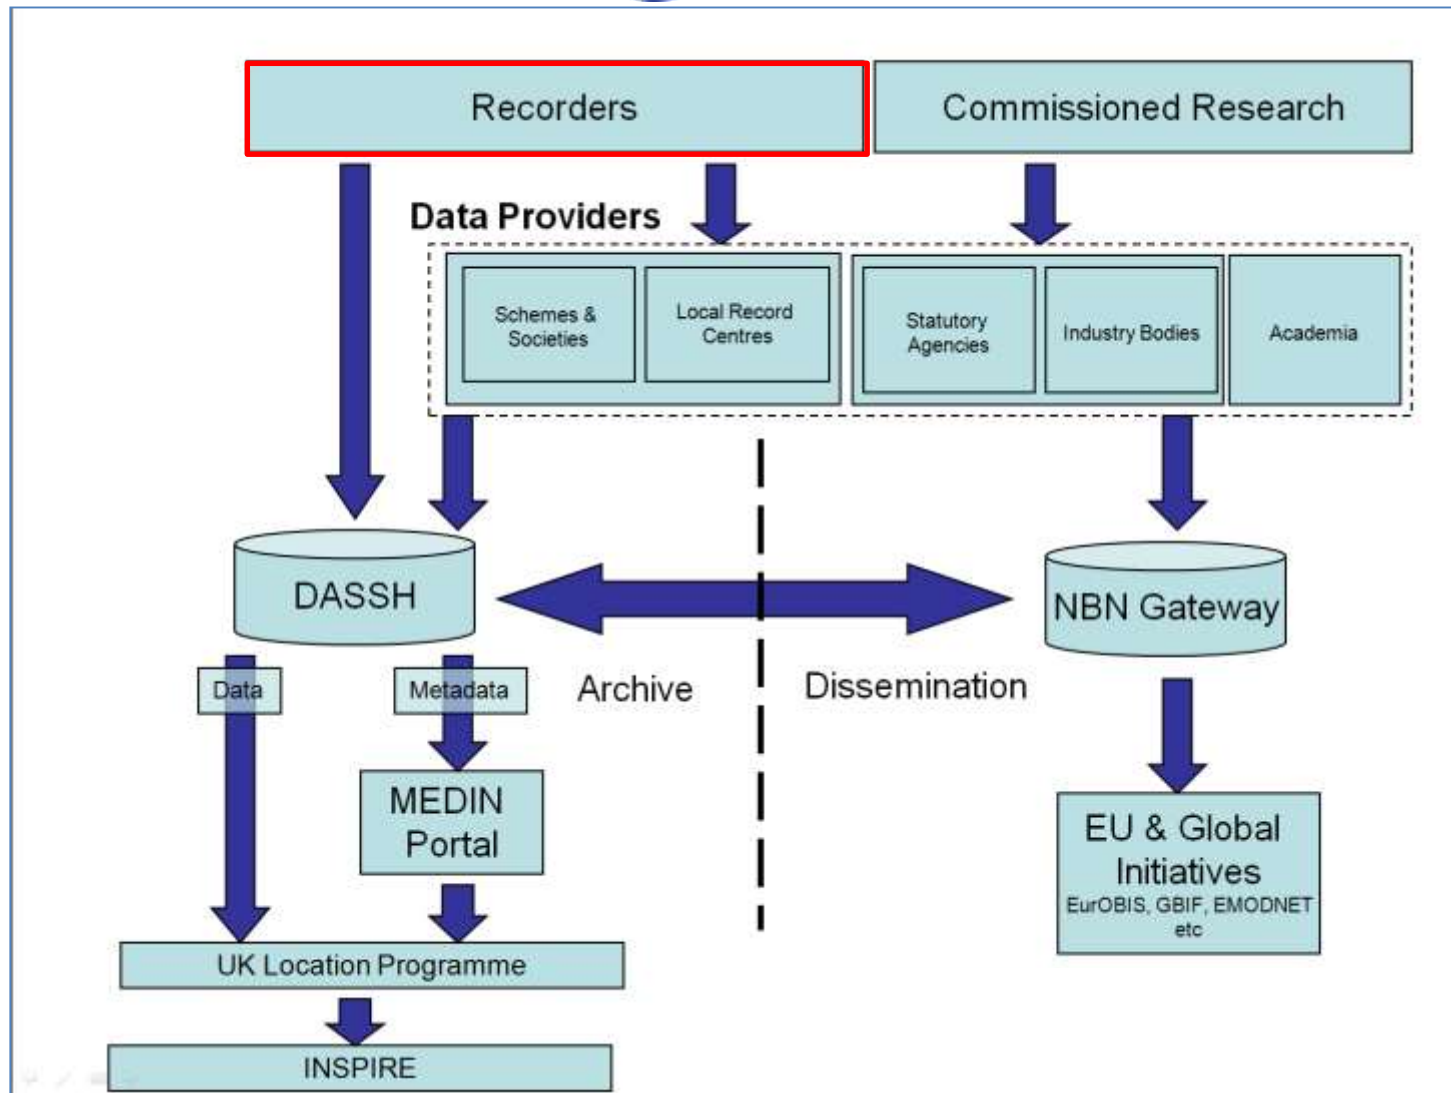 Recorders
Commissioned Research
Data Providers
Schemes &
Societies
Local Record
Centres
Statutory
Agencies
Industry Bodies
Academia
DASSH
NBN Gateway
Data
Metadata
Archive
Dissemination
MEDIN
Portal
EU & Global
Initiatives
EurOBIS, GBIF, EMODNET
etc
UK Location Programme
INSPIRE